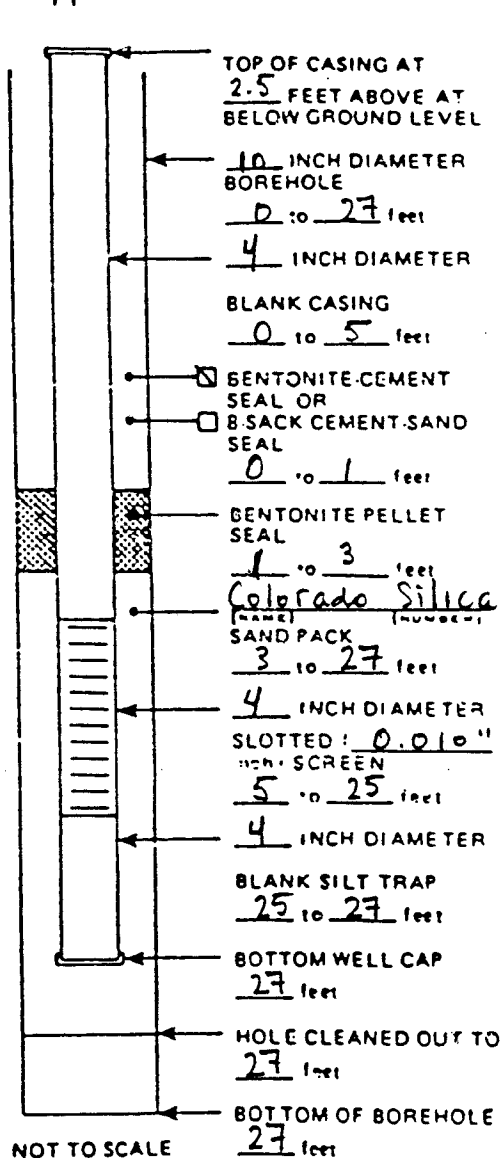 TOP OF CASING AT
2.5 FEET ABOVE AT
BELOW GROUND LEVEL
10 INCH DIAMETER
BOREHOLE
0 to 27 feet
4 INCH DIAMETER
BLANK CASING
0 to 5 feet
BENTONITE-CEMENT
SEAL OR
8-SACK CEMENT-SAND
SEAL
0 to 1 feet
BENTONITE PELLET
SEAL
1 to 3 feet
Colorado Silica
(NAME) (NUMBER)
SAND PACK
3 to 27 feet
4 INCH DIAMETER
SLOTTED : 0.010"
inch SCREEN
5 to 25 feet
4 INCH DIAMETER
BLANK SILT TRAP
25 to 27 feet
BOTTOM WELL CAP
27 feet
HOLE CLEANED OUT TO
27 feet
BOTTOM OF BOREHOLE
27 feet
NOT TO SCALE